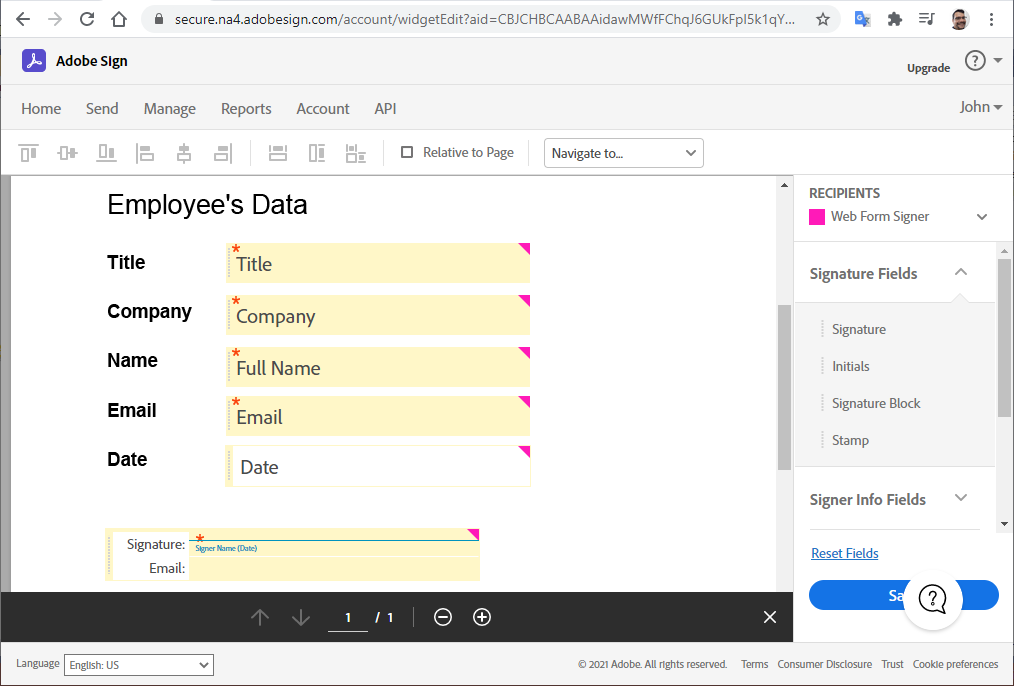 secure.na4.adobesign.com/account/widgetEdit?aid=CBJCHBCAABAAidawMWfFChqJ6GUkFpI5k1qY...
Adobe Sign
Upgrade
Home Send Manage Reports Account API
John
Relative to Page
Navigate to...
RECIPIENTS
Web Form Signer
Employee's Data
Signature Fields
Title * Title
Company * Company
Signature
Name * Full Name
Initials
Email * Email
Signature Block
Stamp
Date Date
Signer Info Fields
Signature: *
Signer Name (Date)
Reset Fields
Email:
Sa
1 / 1
Language English: US
© 2021 Adobe. All rights reserved. Terms Consumer Disclosure Trust Cookie preferences